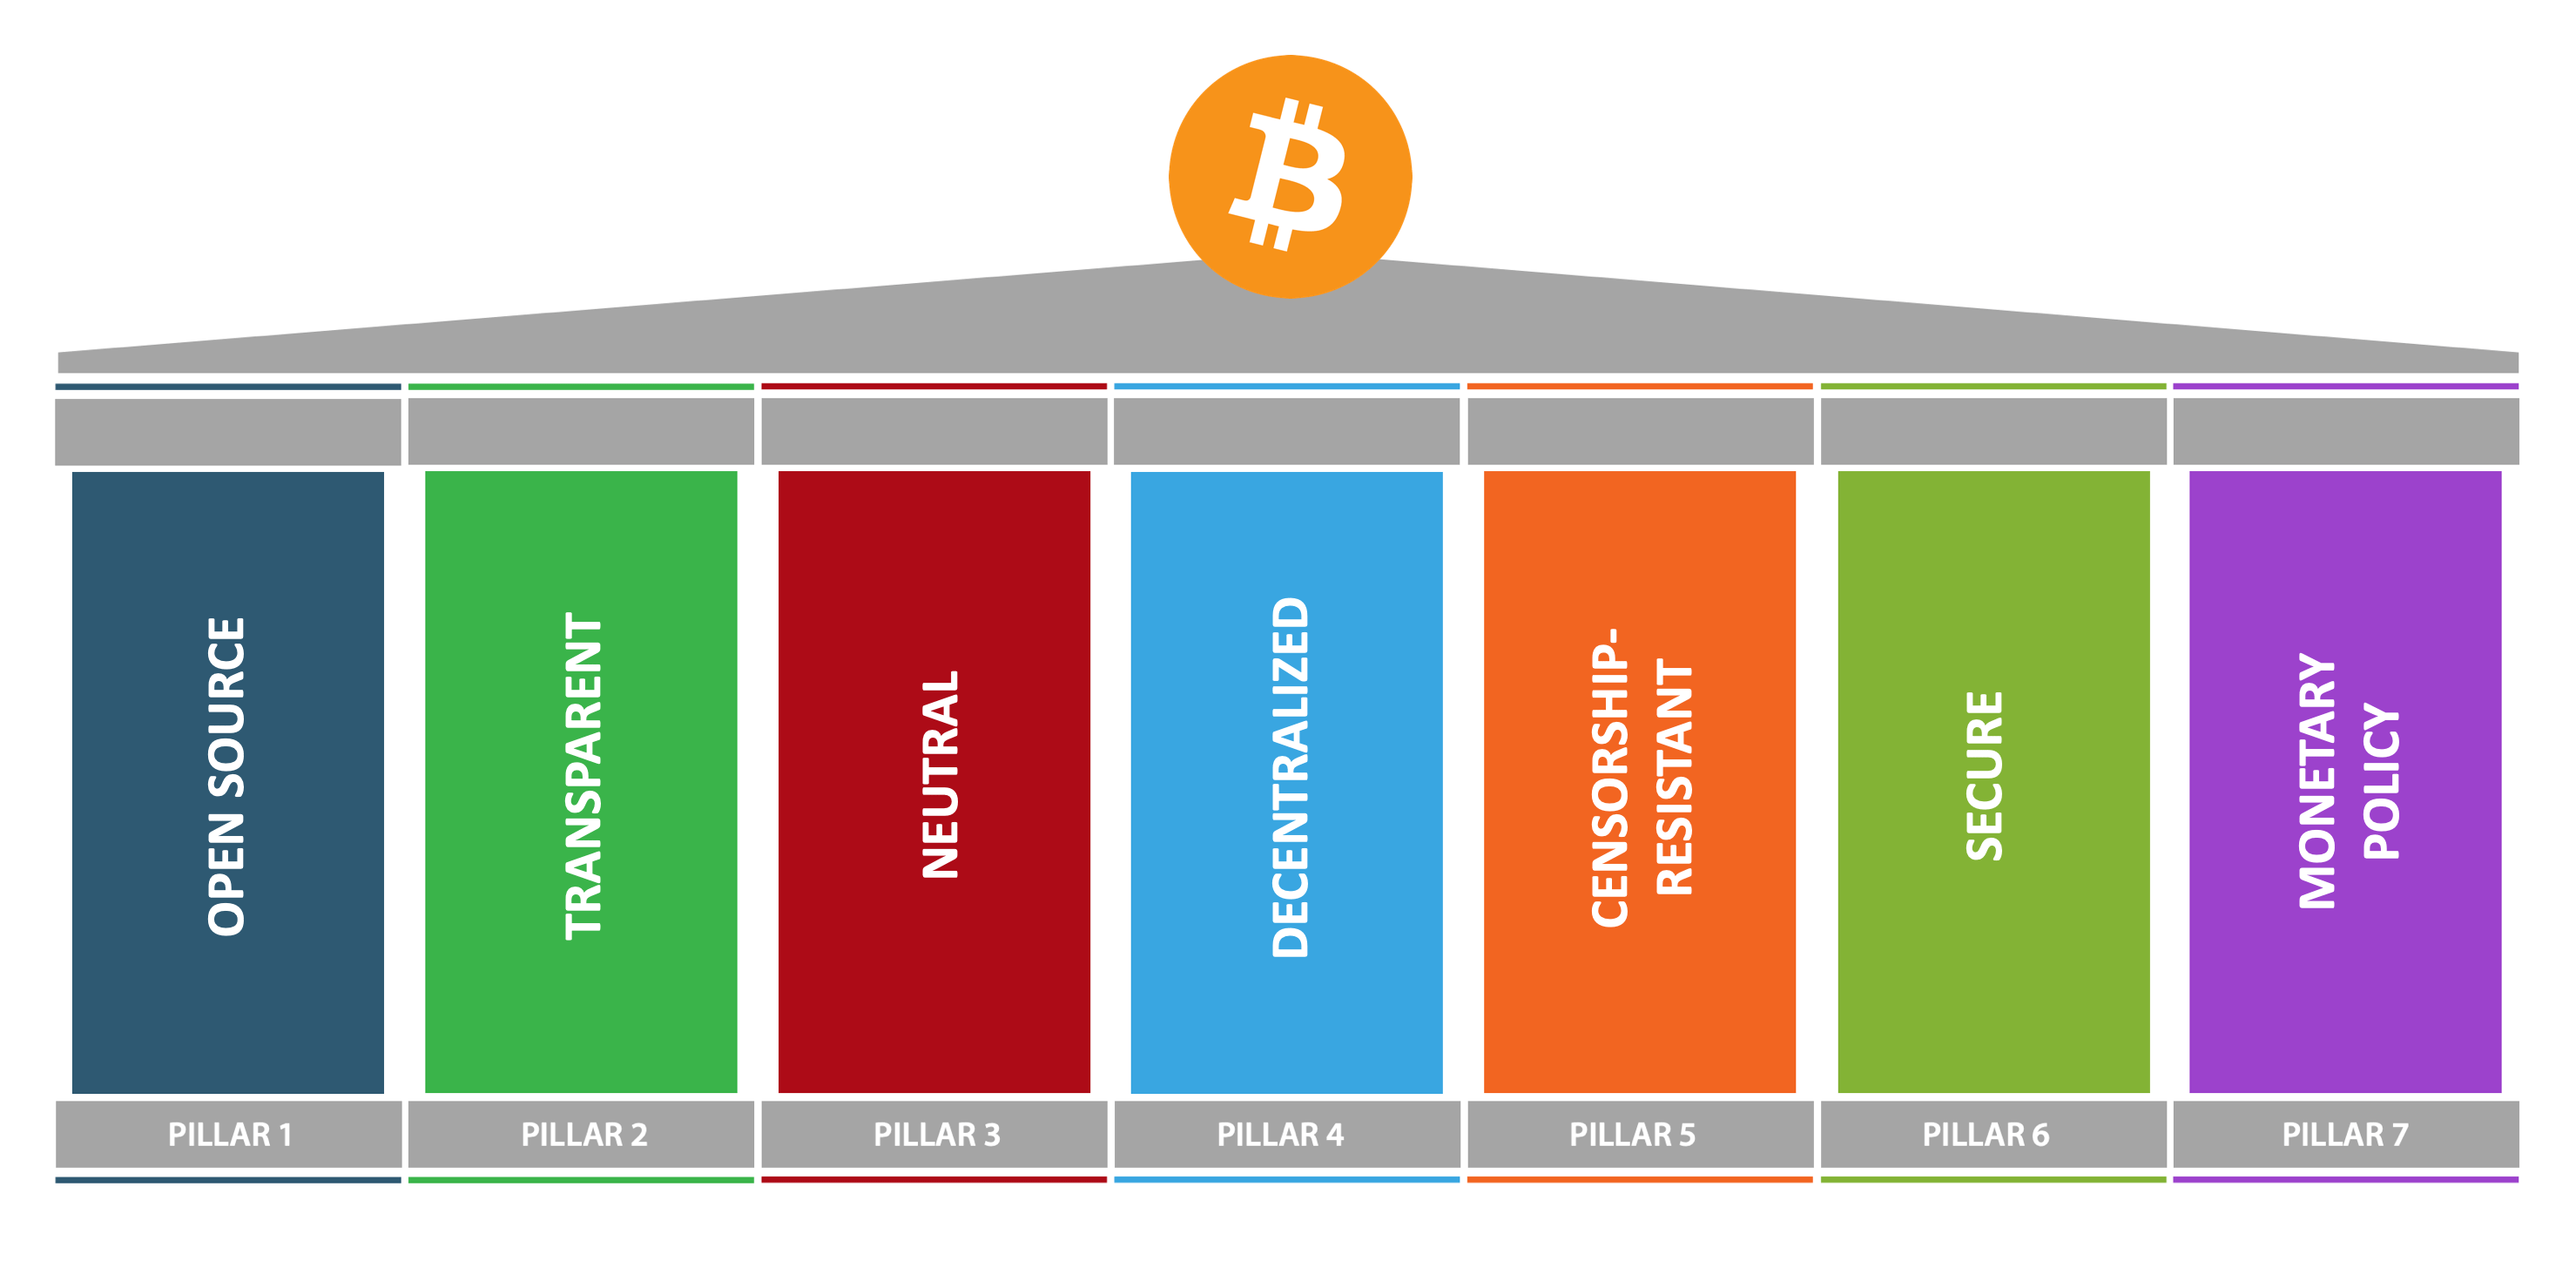 OPEN SOURCE
TRANSPARENT
NEUTRAL
DECENTRALIZED
CENSORSHIP-
RESISTANT
SECURE
MONETARY
POLICY
PILLAR 1
PILLAR 2
PILLAR 3
PILLAR 4
PILLAR 5
PILLAR 6
PILLAR 7